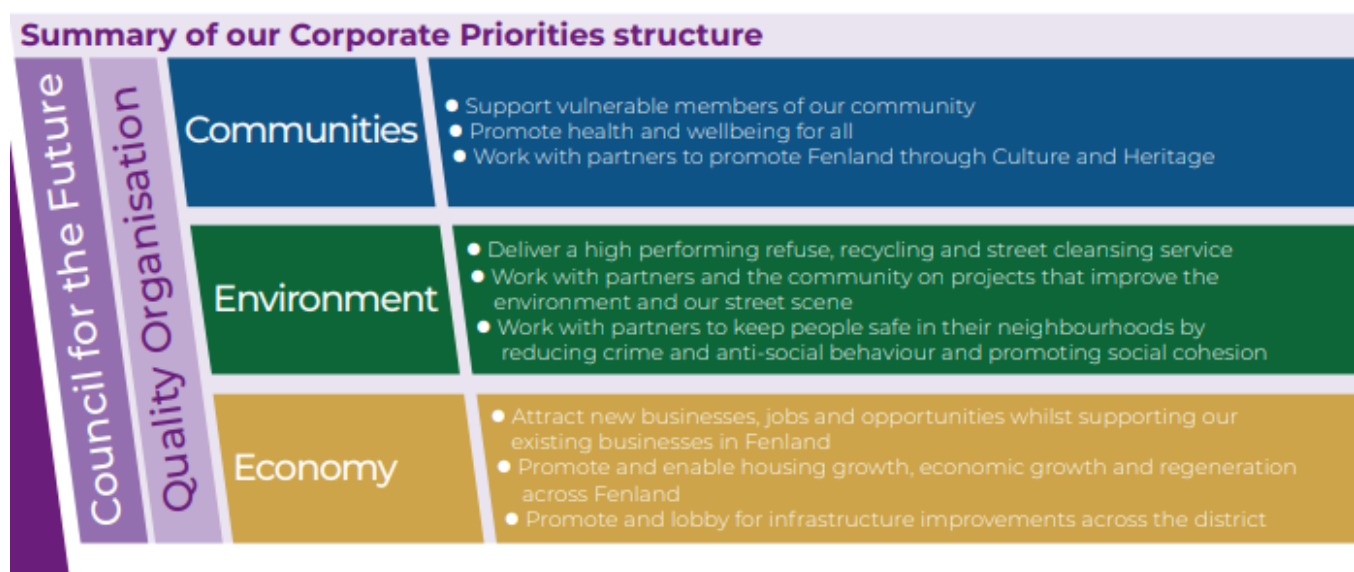 Summary of our Corporate Priorities structure
Council for the Future
Quality Organisation
Communities
● Support vulnerable members of our community
● Promote health and wellbeing for all
● Work with partners to promote Fenland through Culture and Heritage
Environment
● Deliver a high performing refuse, recycling and street cleansing service
● Work with partners and the community on projects that improve the
environment and our street scene
● Work with partners to keep people safe in their neighbourhoods by
reducing crime and anti-social behaviour and promoting social cohesion
Economy
● Attract new businesses, jobs and opportunities whilst supporting our
existing businesses in Fenland
● Promote and enable housing growth, economic growth and regeneration
across Fenland
● Promote and lobby for infrastructure improvements across the district